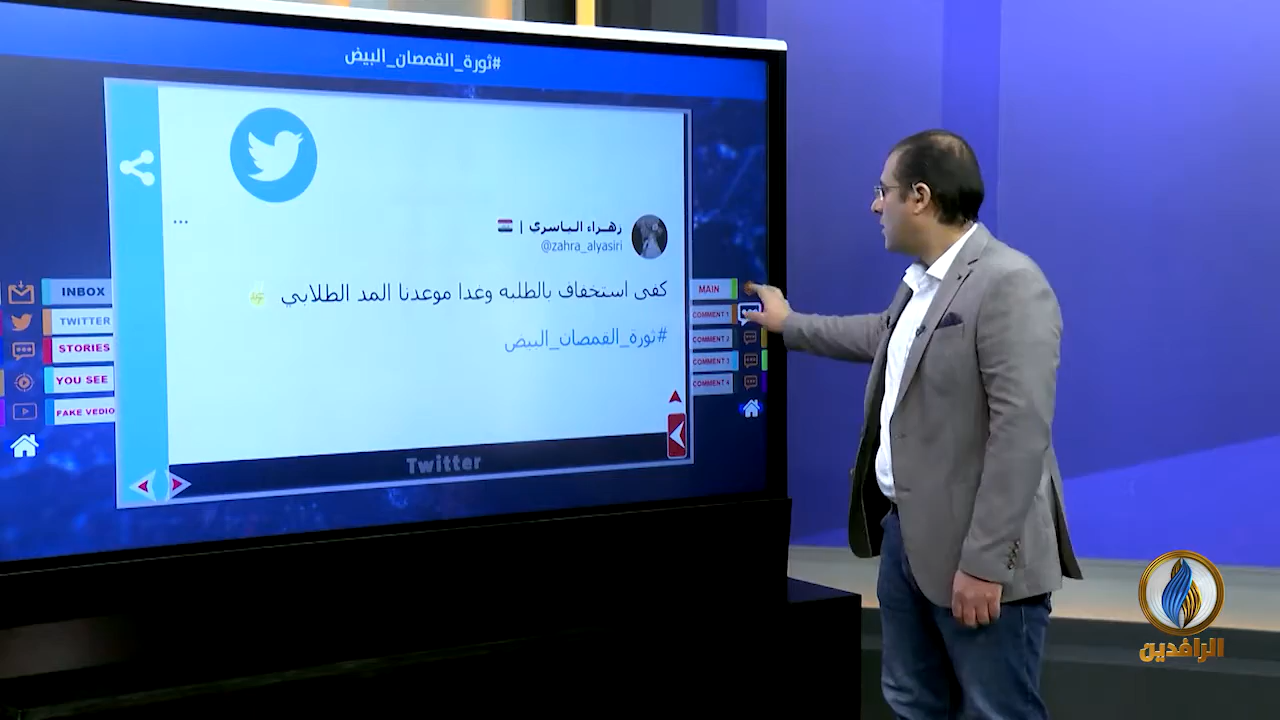 #ثورة_القمصان_البيض
زهراء الياسري |
@zahra_alyasiri
...
كفى استخفاف بالطلبه وغدا موعدنا المد الطلابي
#ثورة_القمصان_البيض
Twitter
INBOX
TWITTER
STORIES
YOU SEE
FAKE VEDIO
MAIN
COMMENT 1
COMMENT 2
COMMENT 3
COMMENT 4
الرافدين